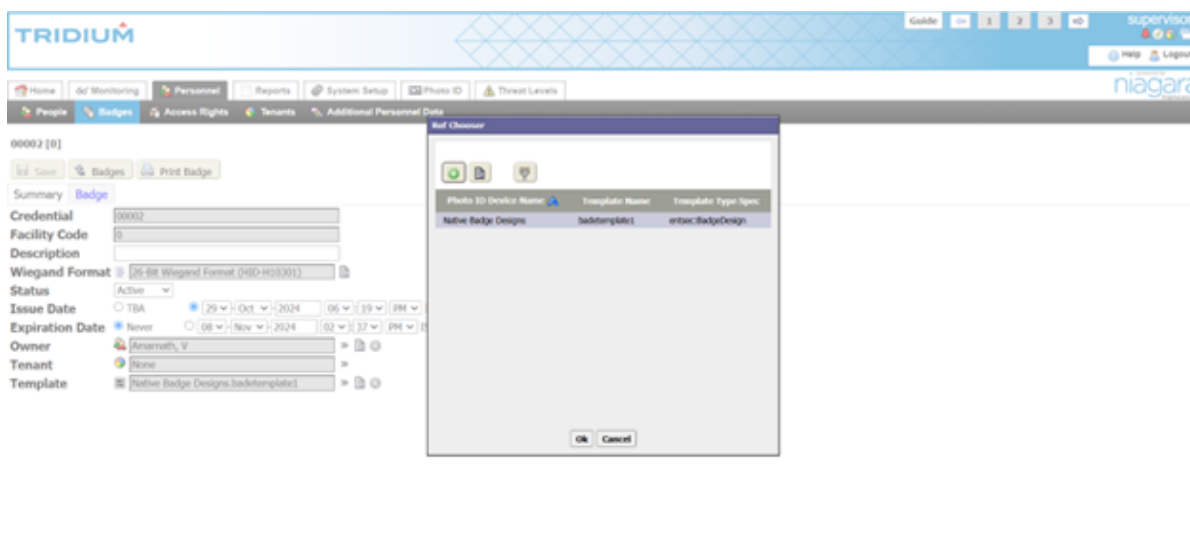 TRIDIUM
Guide 1 2 3 supervisor
Help Logout
niagara
Home Monitoring Personnel Reports System Setup Photo ID Threat Levels
People Badges Access Rights Tenants Additional Personnel Data
Ref Chooser
00002 [0]
Save Badges Print Badge
Summary Badge
Photo ID Device Name Template Name Template Type Spec
Native Badge Designs badetemplate1 entsec:BadgeDesign
Credential 00002
Facility Code 0
Description
Wiegand Format 26-Bit Wiegand Format (HID-H10301)
Status Active
Issue Date TBA 29 - Oct - 2024 06 : 19 PM
Expiration Date Never 08 - Nov - 2024 02 : 37 PM
Owner Amarnath, V
Tenant None
Template Native Badge Designs.badetemplate1
Ok Cancel